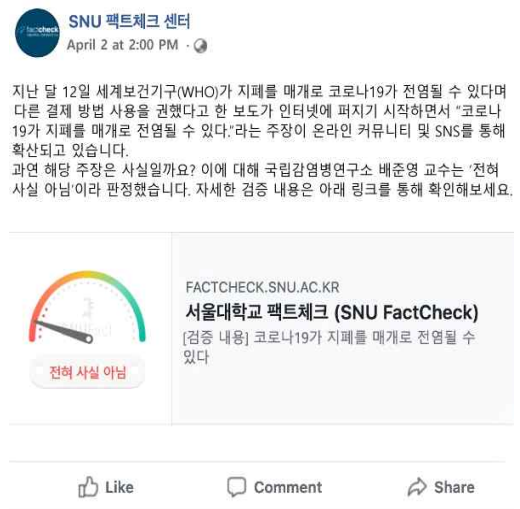 factcheck
SNU 팩트체크 센터
April 2 at 2:00 PM ·
지난 달 12일 세계보건기구(WHO)가 지폐를 매개로 코로나19가 전염될 수 있다며
다른 결제 방법 사용을 권했다고 한 보도가 인터넷에 퍼지기 시작하면서 “코로나
19가 지폐를 매개로 전염될 수 있다.”라는 주장이 온라인 커뮤니티 및 SNS를 통해
확산되고 있습니다.
과연 해당 주장은 사실일까요? 이에 대해 국립감염병연구소 배준영 교수는 ‘전혀
사실 아님’이라 판정했습니다. 자세한 검증 내용은 아래 링크를 통해 확인해보세요.
전혀 사실 아님
FACTCHECK.SNU.AC.KR
서울대학교 팩트체크 (SNU FactCheck)
[검증 내용] 코로나19가 지폐를 매개로 전염될 수
있다
Like
Comment
Share